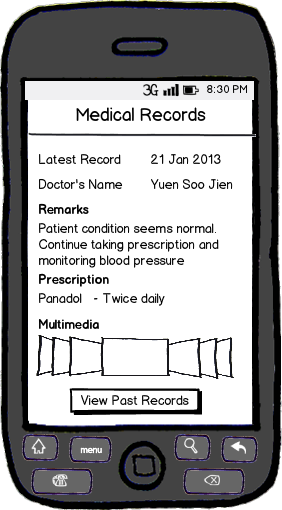 3G 8:30 PM
Medical Records
Latest Record 21 Jan 2013
Doctor's Name Yuen Soo Jien
Remarks
Patient condition seems normal.
Continue taking prescription and
monitoring blood pressure
Prescription
Panadol - Twice daily
Multimedia
View Past Records
menu